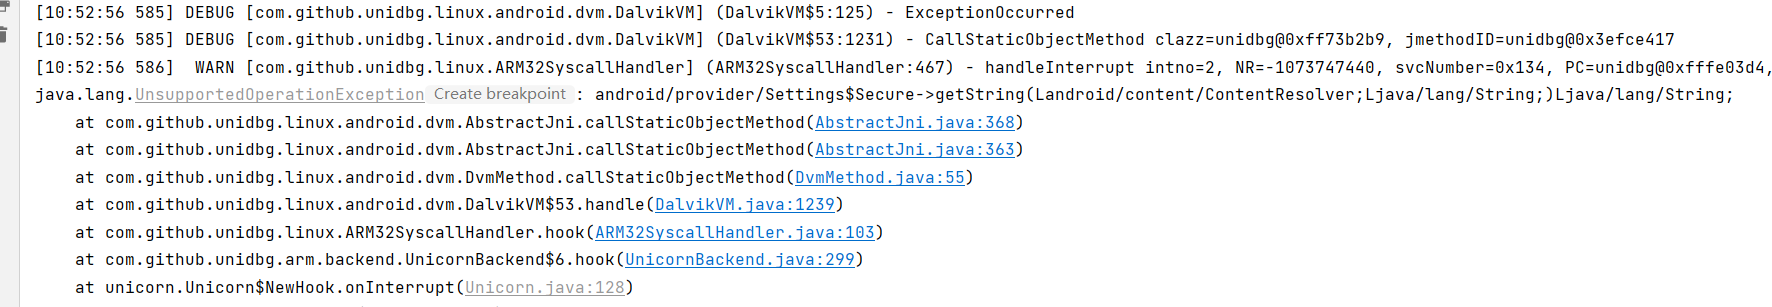 [10:52:56 585] DEBUG [com.github.unidbg.linux.android.dvm.DalvikVM] (DalvikVM$5:125) - ExceptionOccurred
[10:52:56 585] DEBUG [com.github.unidbg.linux.android.dvm.DalvikVM] (DalvikVM$53:1231) - CallStaticObjectMethod clazz=unidbg@0xff73b2b9, jmethodID=unidbg@0x3efce417
[10:52:56 586]  WARN [com.github.unidbg.linux.ARM32SyscallHandler] (ARM32SyscallHandler:467) - handleInterrupt intno=2, NR=-1073747440, svcNumber=0x134, PC=unidbg@0xfffe03d4,
java.lang.UnsupportedOperationException Create breakpoint : android/provider/Settings$Secure->getString(Landroid/content/ContentResolver;Ljava/lang/String;)Ljava/lang/String;
    at com.github.unidbg.linux.android.dvm.AbstractJni.callStaticObjectMethod(AbstractJni.java:368)
    at com.github.unidbg.linux.android.dvm.AbstractJni.callStaticObjectMethod(AbstractJni.java:363)
    at com.github.unidbg.linux.android.dvm.DvmMethod.callStaticObjectMethod(DvmMethod.java:55)
    at com.github.unidbg.linux.android.dvm.DalvikVM$53.handle(DalvikVM.java:1239)
    at com.github.unidbg.linux.ARM32SyscallHandler.hook(ARM32SyscallHandler.java:103)
    at com.github.unidbg.arm.backend.UnicornBackend$6.hook(UnicornBackend.java:299)
    at unicorn.Unicorn$NewHook.onInterrupt(Unicorn.java:128)